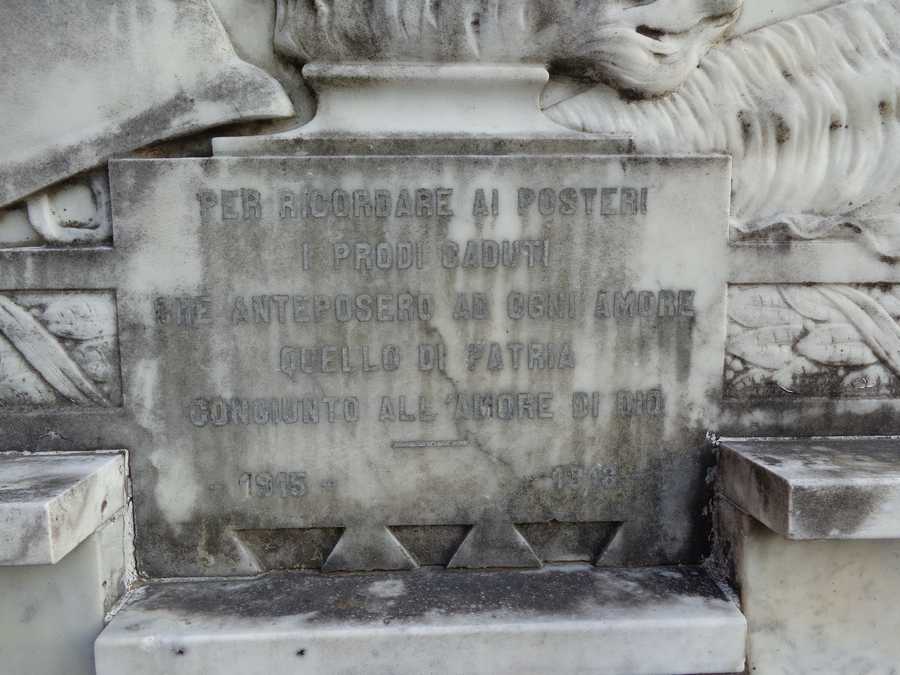 PER RICORDARE AI POSTERI
I PRODI CADUTI
CHE ANTEPOSERO AD OGNI AMORE
QUELLO DI PATRIA
CONGIUNTO ALL'AMORE DI DIO
- 1915 - 1918 -